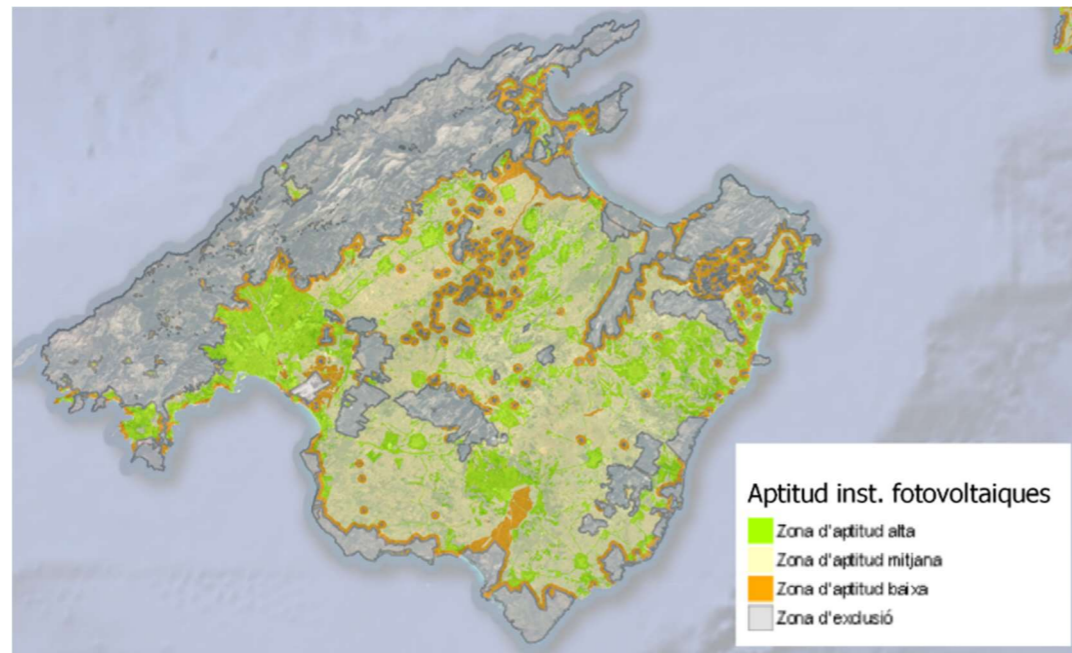 Aptitud inst. fotovoltaiques
Zona d'aptitud alta
Zona d'aptitud mitjana
Zona d'aptitud baixa
Zona d'exclusió